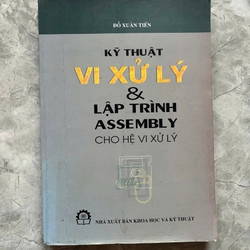 ĐỖ XUÂN TIẾN
KỸ THUẬT
VI XỬ LÝ
&
LẬP TRÌNH
ASSEMBLY
CHO HỆ VI XỬ LÝ
NHÀ XUẤT BẢN KHOA HỌC VÀ KỸ THUẬT